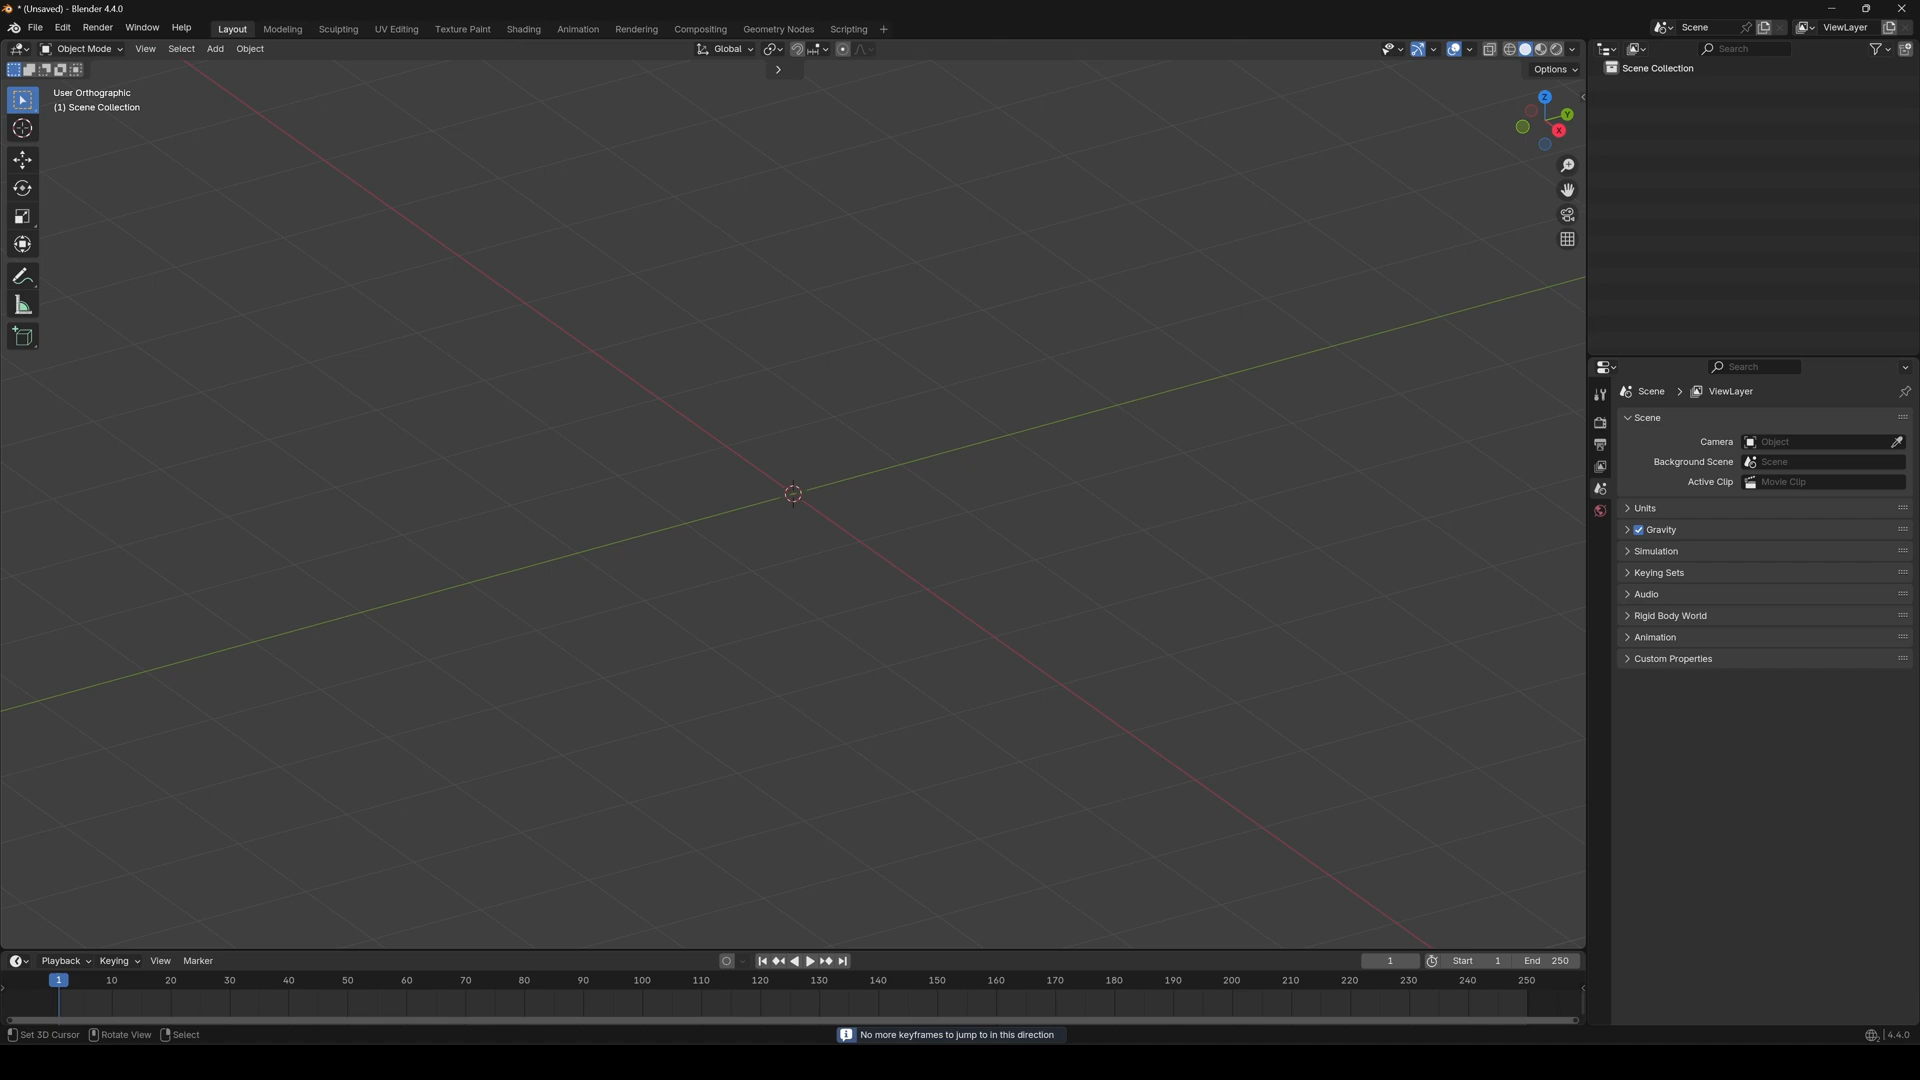 * (Unsaved) - Blender 4.4.0
File Edit Render Window Help Layout Modeling Sculpting UV Editing Texture Paint Shading Animation Rendering Compositing Geometry Nodes Scripting + Scene ViewLayer
Object Mode View Select Add Object Global Search
Options
Scene Collection
User Orthographic
(1) Scene Collection
Z
Y
X
Search
Scene > ViewLayer
Scene
Camera Object
Background Scene Scene
Active Clip Movie Clip
Units
Gravity
Simulation
Keying Sets
Audio
Rigid Body World
Animation
Custom Properties
Playback Keying View Marker 1 Start 1 End 250
1 10 20 30 40 50 60 70 80 90 100 110 120 130 140 150 160 170 180 190 200 210 220 230 240 250
Set 3D Cursor Rotate View Select No more keyframes to jump to in this direction 4.4.0